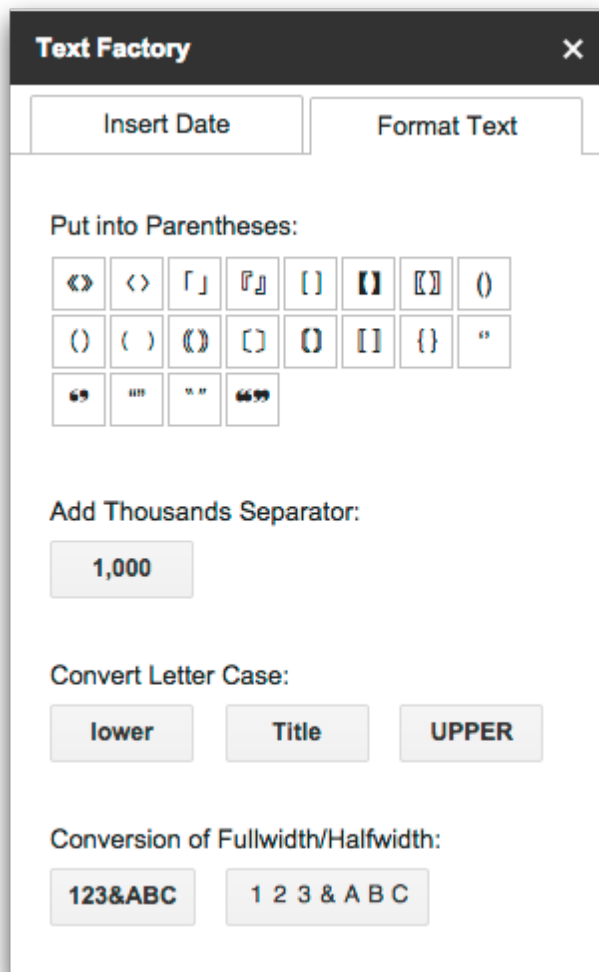 Text Factory ×
Insert Date Format Text
Put into Parentheses:
《》 〈〉 「」 『』 [ ] 【】 〖〗 ()
() （ ） ⸨⸩ 〔〕 ⦗⦘ ⟦⟧ {} ‘’
❛❜ “” 〝〞 ❝❞
Add Thousands Separator:
1,000
Convert Letter Case:
lower Title UPPER
Conversion of Fullwidth/Halfwidth:
123&ABC １２３＆ＡＢＣ